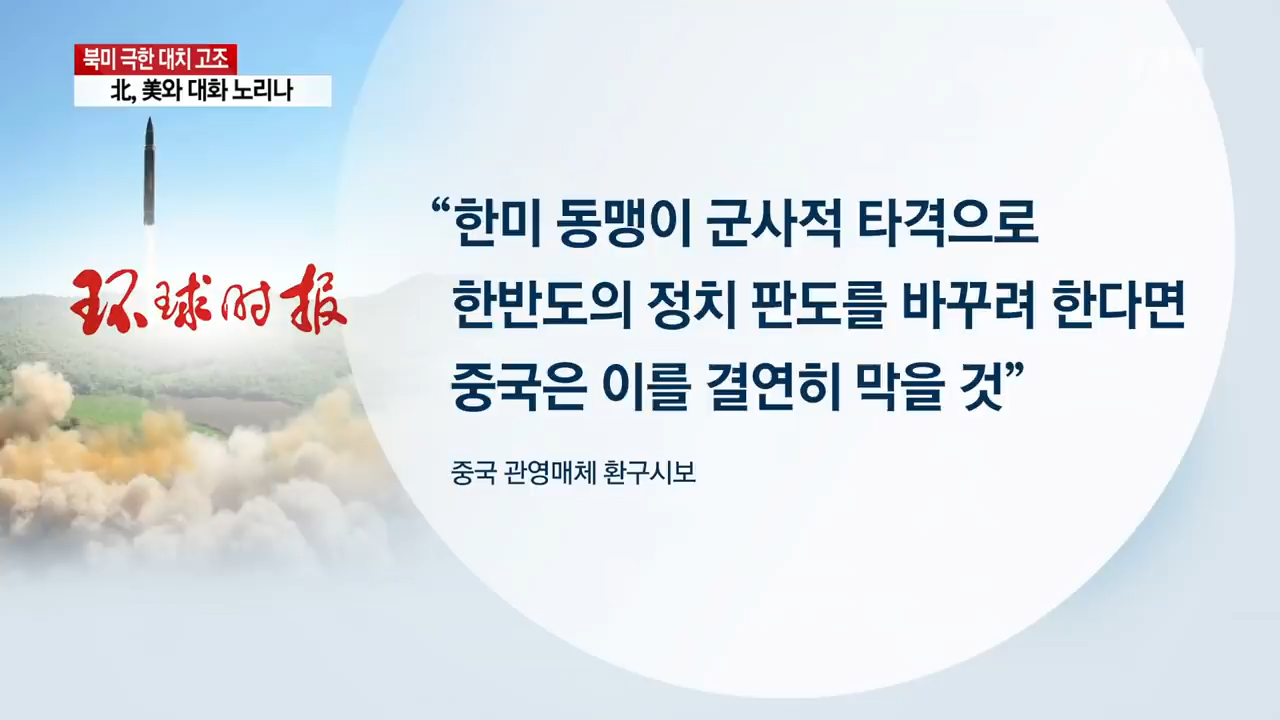 북미 극한 대치 고조
北, 美와 대화 노리나
环球时报
“한미 동맹이 군사적 타격으로
한반도의 정치 판도를 바꾸려 한다면
중국은 이를 결연히 막을 것”
중국 관영매체 환구시보